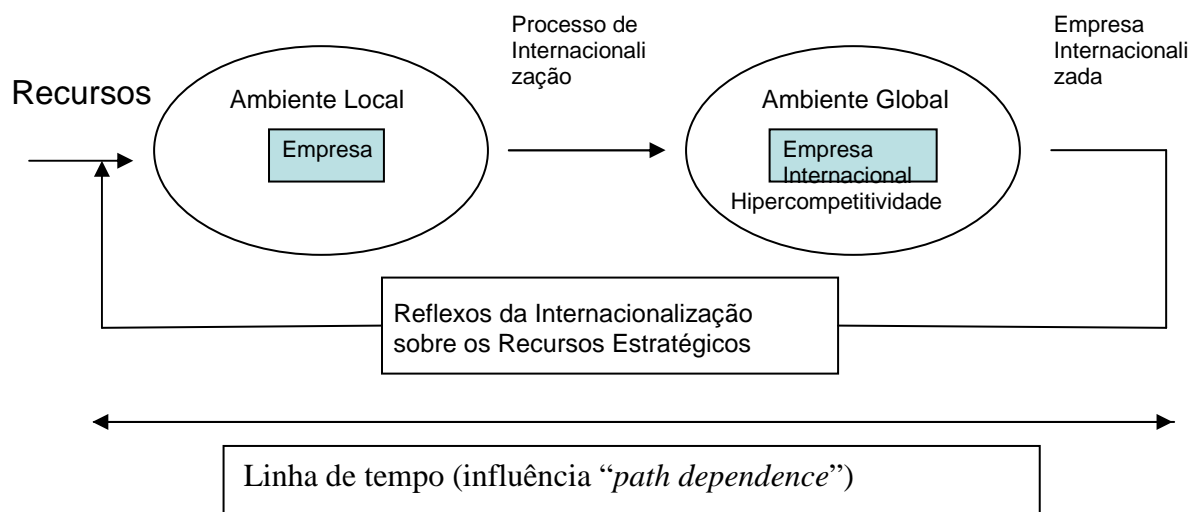 Processo de
Internacionali
zação
Empresa
Internacionali
zada
Recursos
Ambiente Local
Empresa
Ambiente Global
Empresa
Internacional
Hipercompetitividade
Reflexos da Internacionalização
sobre os Recursos Estratégicos
Linha de tempo (influência “path dependence”)